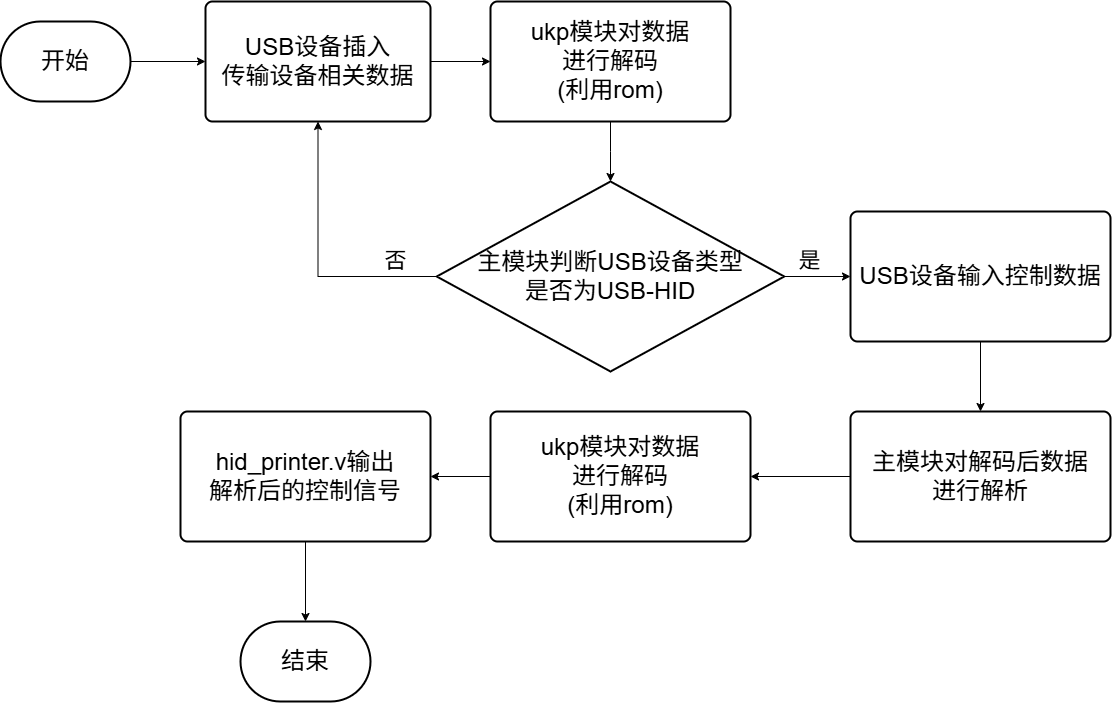 开始
USB设备插入
传输设备相关数据
ukp模块对数据
进行解码
(利用rom)
主模块判断USB设备类型
是否为USB-HID
否
是
USB设备输入控制数据
主模块对解码后数据
进行解析
ukp模块对数据
进行解码
(利用rom)
hid_printer.v输出
解析后的控制信号
结束